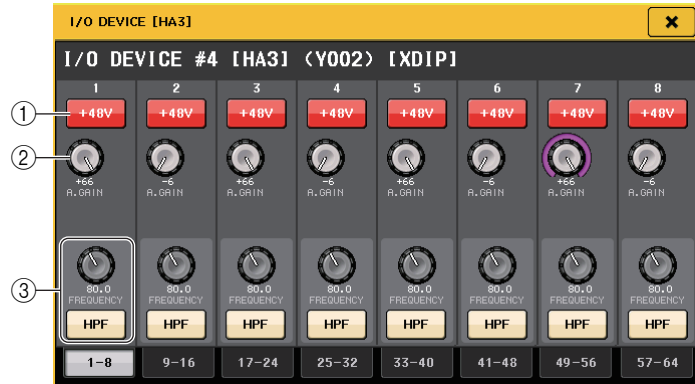 I/O DEVICE [HA3]
I/O DEVICE #4 [HA3] (Y002) [XDIP]
1 2 3 4 5 6 7 8
① +48V +48V +48V +48V +48V +48V +48V +48V
② +66 -6 +66 -6 +66 -6 +66 -6
A.GAIN A.GAIN A.GAIN A.GAIN A.GAIN A.GAIN A.GAIN A.GAIN
③ 80.0 80.0 80.0 80.0 80.0 80.0 80.0 80.0
FREQUENCY FREQUENCY FREQUENCY FREQUENCY FREQUENCY FREQUENCY FREQUENCY FREQUENCY
HPF HPF HPF HPF HPF HPF HPF HPF
1-8 9-16 17-24 25-32 33-40 41-48 49-56 57-64